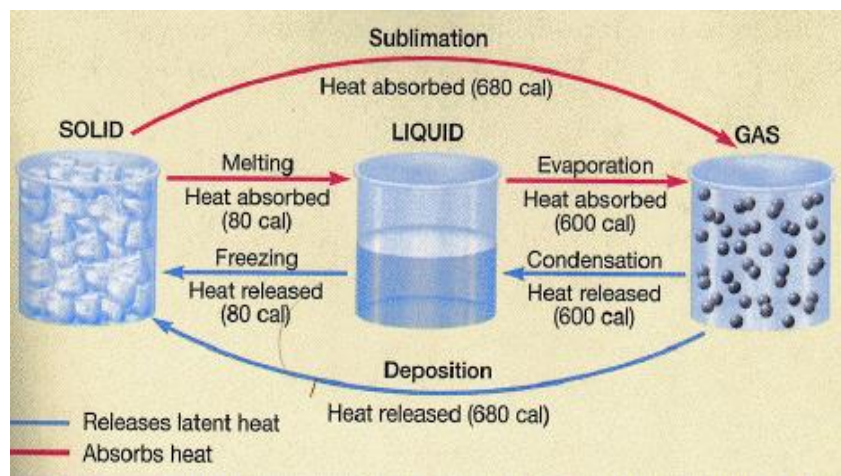 Sublimation
Heat absorbed (680 cal)
SOLID
LIQUID
GAS
Melting
Heat absorbed
(80 cal)
Evaporation
Heat absorbed
(600 cal)
Freezing
Heat released
(80 cal)
Condensation
Heat released
(600 cal)
Deposition
Heat released (680 cal)
Releases latent heat
Absorbs heat